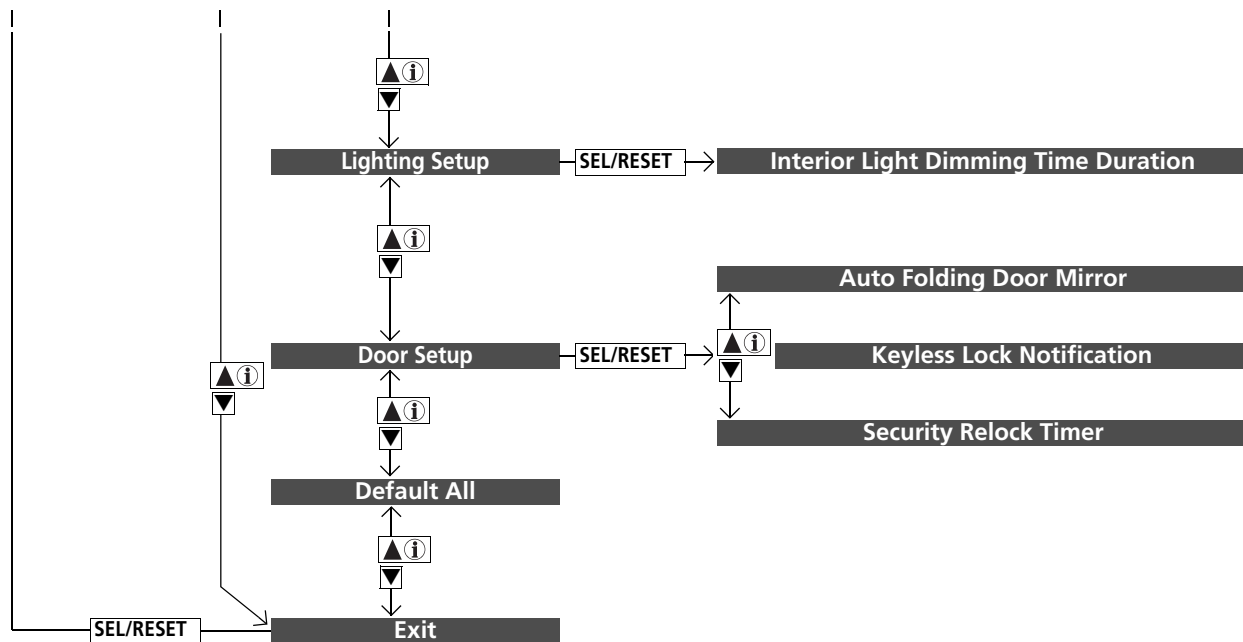 ▲ⓘ
▼
Lighting Setup SEL/RESET Interior Light Dimming Time Duration
▲ⓘ
▼
Auto Folding Door Mirror
Door Setup SEL/RESET ▲ⓘ Keyless Lock Notification
▼
▲ⓘ
▼
▲ⓘ
▼
Security Relock Timer
Default All
▲ⓘ
▼
SEL/RESET Exit